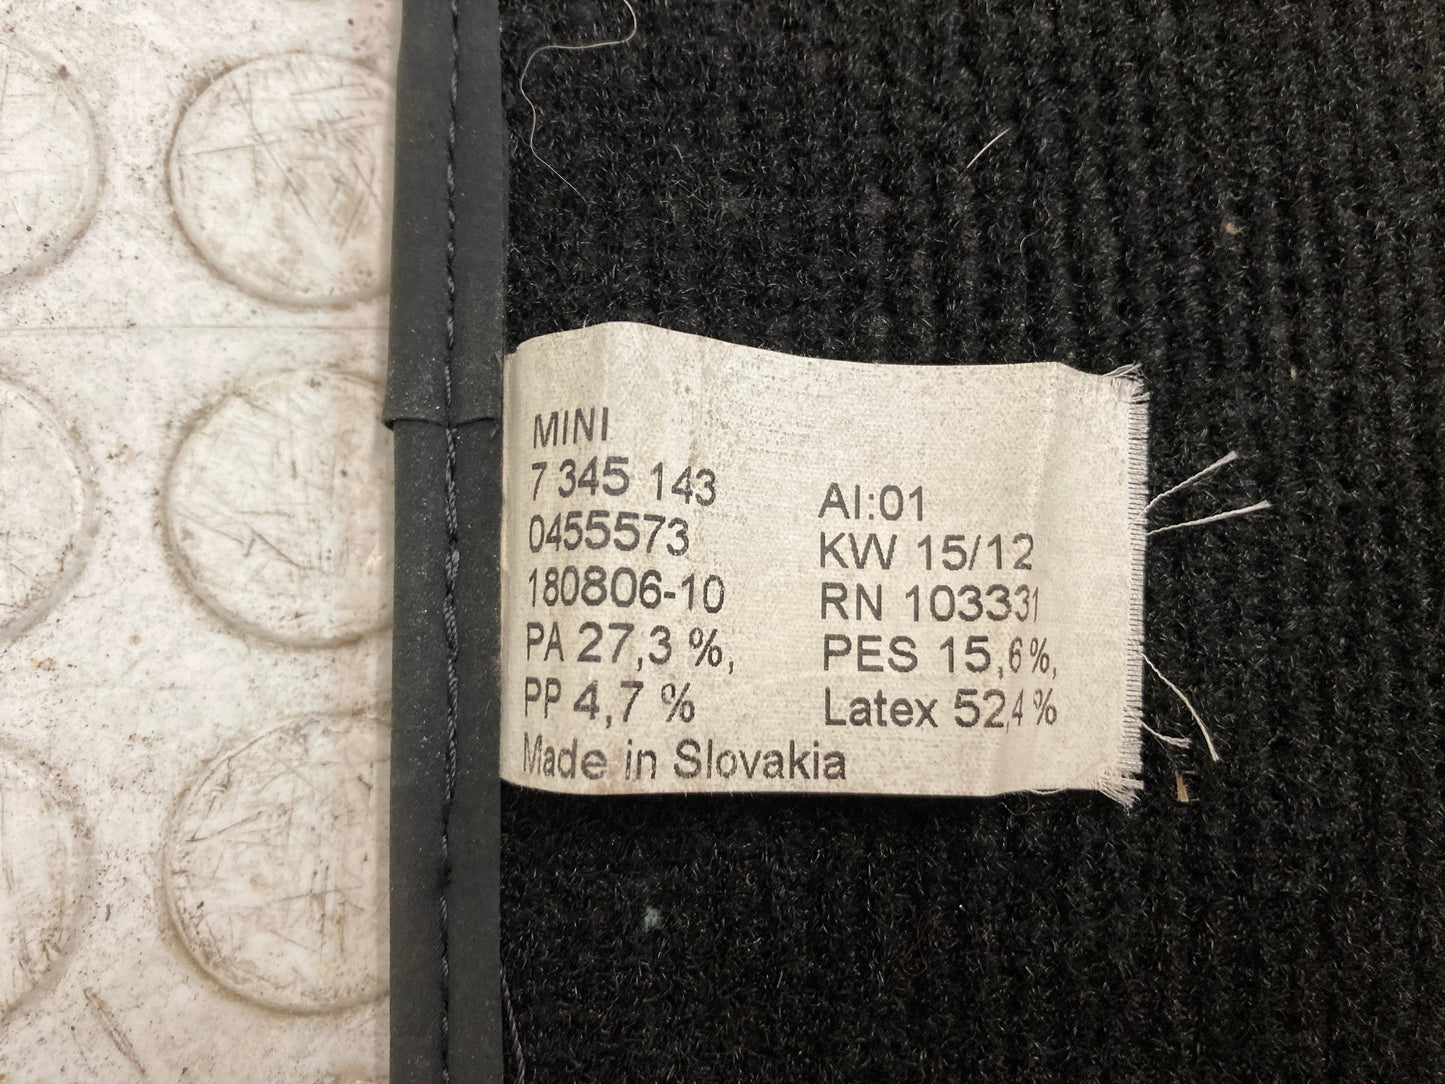 MINI
7 345 143
AI:01
0455573
KW 15/12
180806-10
RN 103331
PA 27,3 %,
PES 15,6%,
PP 4,7 %
Latex 52,4%
Made in Slovakia